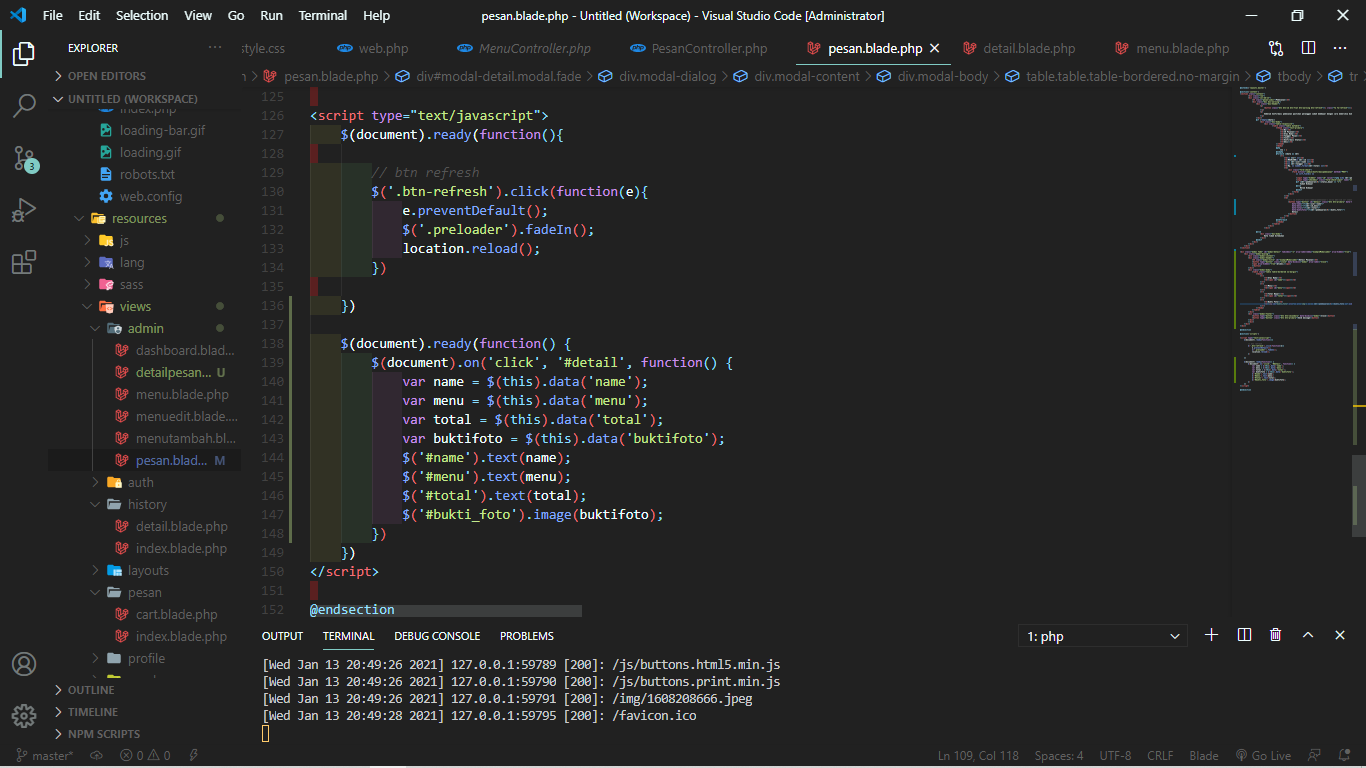 File Edit Selection View Go Run Terminal Help pesan.blade.php - Untitled (Workspace) - Visual Studio Code [Administrator]
EXPLORER ··· style.css web.php MenuController.php PesanController.php pesan.blade.php detail.blade.php menu.blade.php ···
OPEN EDITORS
pesan.blade.php > div#modal-detail.modal.fade > div.modal-dialog > div.modal-content > div.modal-body > table.table.table-bordered.no-margin > tbody > tr
UNTITLED (WORKSPACE)
index.php
loading-bar.gif
loading.gif
robots.txt
web.config
resources
js
lang
sass
views
admin
dashboard.blad...
detailpesan... U
menu.blade.php
menuedit.blade....
menutambah.bl...
pesan.blad... M
auth
history
detail.blade.php
index.blade.php
layouts
pesan
cart.blade.php
index.blade.php
profile
OUTLINE
TIMELINE
NPM SCRIPTS
3
125
126 <script type="text/javascript">
127 $(document).ready(function(){
128
129 // btn refresh
130 $('.btn-refresh').click(function(e){
131 e.preventDefault();
132 $('.preloader').fadeIn();
133 location.reload();
134 })
135
136 })
137
138 $(document).ready(function() {
139 $(document).on('click', '#detail', function() {
140 var name = $(this).data('name');
141 var menu = $(this).data('menu');
142 var total = $(this).data('total');
143 var buktifoto = $(this).data('buktifoto');
144 $('#name').text(name);
145 $('#menu').text(menu);
146 $('#total').text(total);
147 $('#bukti_foto').image(buktifoto);
148 })
149 })
150 </script>
151
152 @endsection
OUTPUT TERMINAL DEBUG CONSOLE PROBLEMS 1: php
[Wed Jan 13 20:49:26 2021] 127.0.0.1:59789 [200]: /js/buttons.html5.min.js
[Wed Jan 13 20:49:26 2021] 127.0.0.1:59790 [200]: /js/buttons.print.min.js
[Wed Jan 13 20:49:26 2021] 127.0.0.1:59791 [200]: /img/1608208666.jpeg
[Wed Jan 13 20:49:28 2021] 127.0.0.1:59795 [200]: /favicon.ico
master* 0 0 Ln 109, Col 118 Spaces: 4 UTF-8 CRLF Blade Go Live